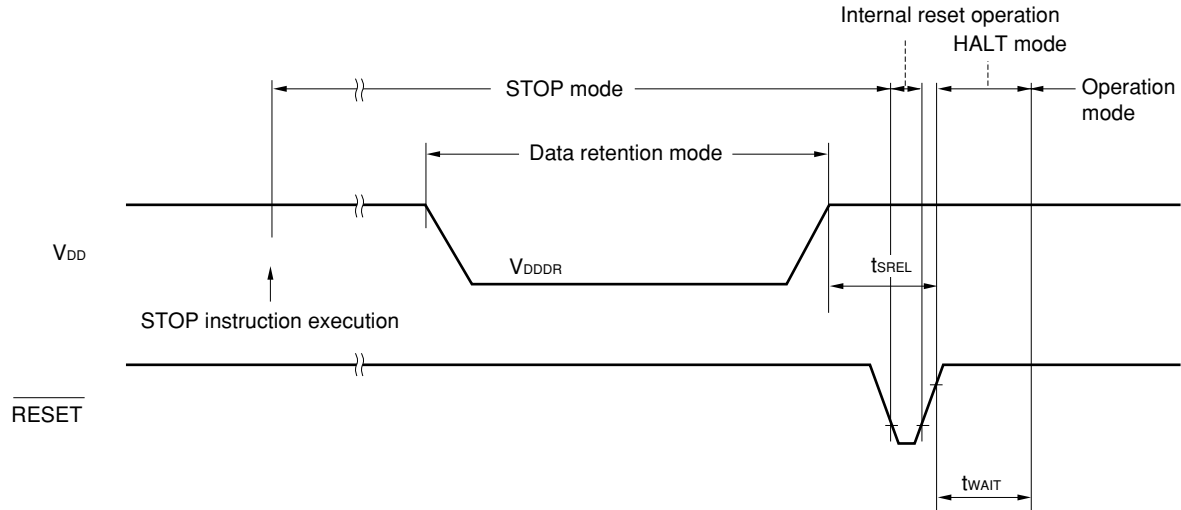 Internal reset operation
HALT mode
STOP mode
Operation
mode
Data retention mode
VDD
VDDDR
tSREL
STOP instruction execution
RESET
tWAIT